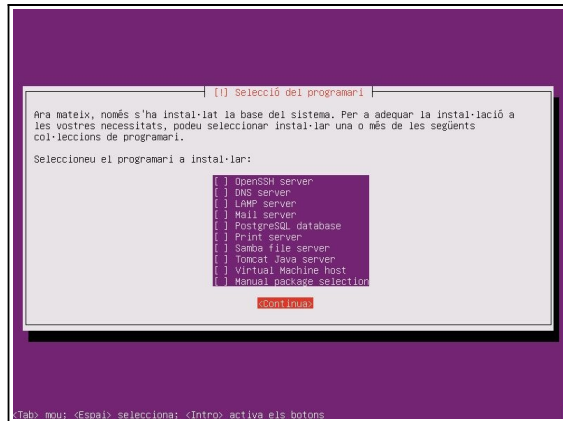 [!] Selecció del programari
Ara mateix, només s'ha instal·lat la base del sistema. Per a adequar la instal·lació a
les vostres necessitats, podeu seleccionar instal·lar una o més de les següents
col·leccions de programari.
Seleccioneu el programari a instal·lar:
[ ] OpenSSH server
[ ] DNS server
[ ] LAMP server
[ ] Mail server
[ ] PostgreSQL database
[ ] Print server
[ ] Samba file server
[ ] Tomcat Java server
[ ] Virtual Machine host
[ ] Manual package selection
<Continua>
<Tab> mou; <Espai> selecciona; <Intro> activa els botons